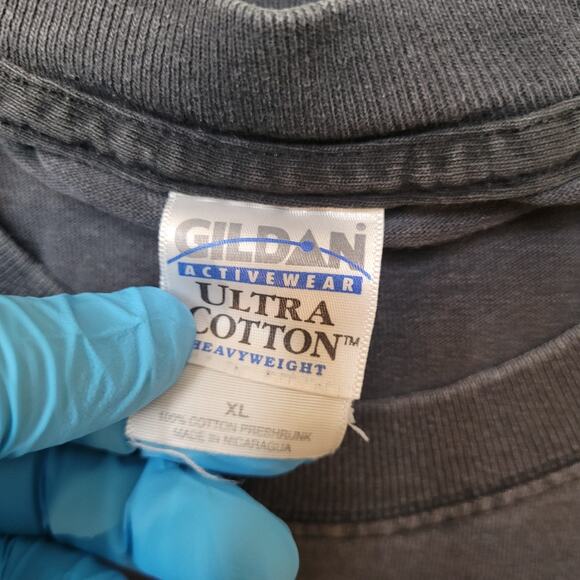 GILDAN
ACTIVEWEAR
ULTRA
COTTON™
HEAVYWEIGHT
XL
100% COTTON PRESHRUNK
MADE IN NICARAGUA